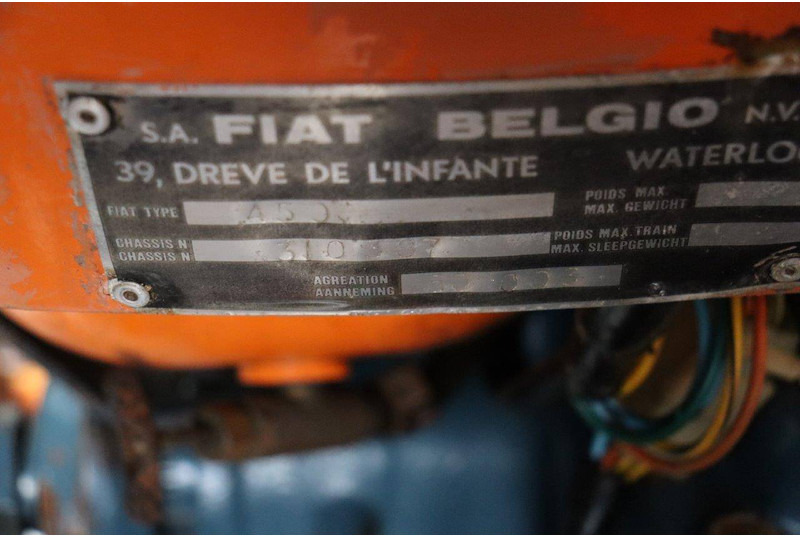 S.A. FIAT BELGIO N.V.
39, DREVE DE L'INFANTE WATERLO
FIAT TYPE
POIDS MAX.
MAX. GEWICHT
CHASSIS N
CHASSIS N
POIDS MAX. TRAIN
MAX. SLEEPGEWICHT
AGREATION
AANNEMING